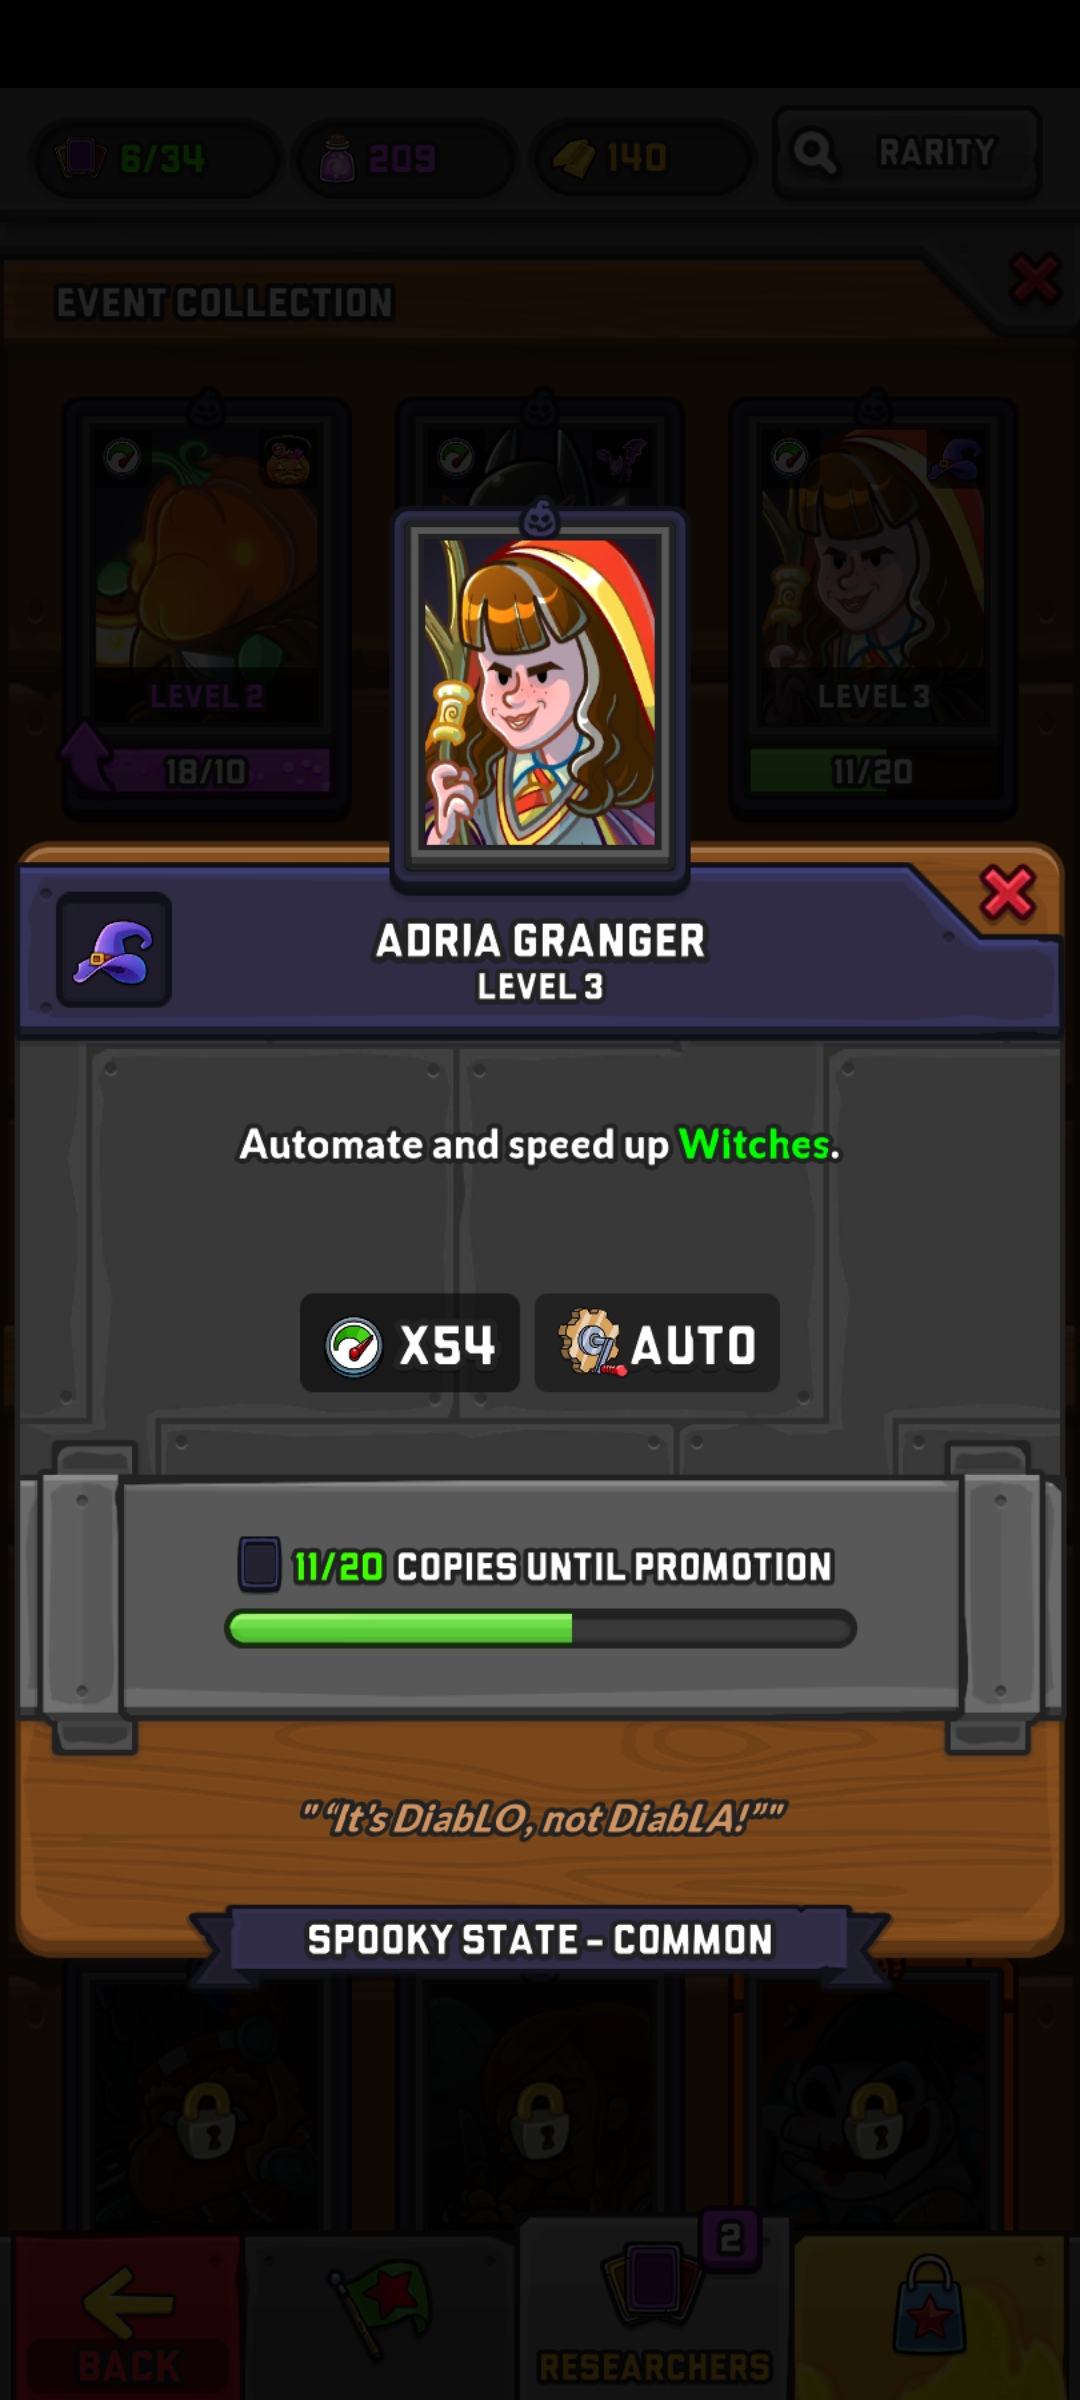 6/34
209
140
RARITY
EVENT COLLECTION
LEVEL 2
18/10
LEVEL 3
11/20
ADRIA GRANGER
LEVEL 3
Automate and speed up Witches.
X54
AUTO
11/20 COPIES UNTIL PROMOTION
"“It's DiabLO, not DiabLA!”"
SPOOKY STATE - COMMON
2
BACK
RESEARCHERS